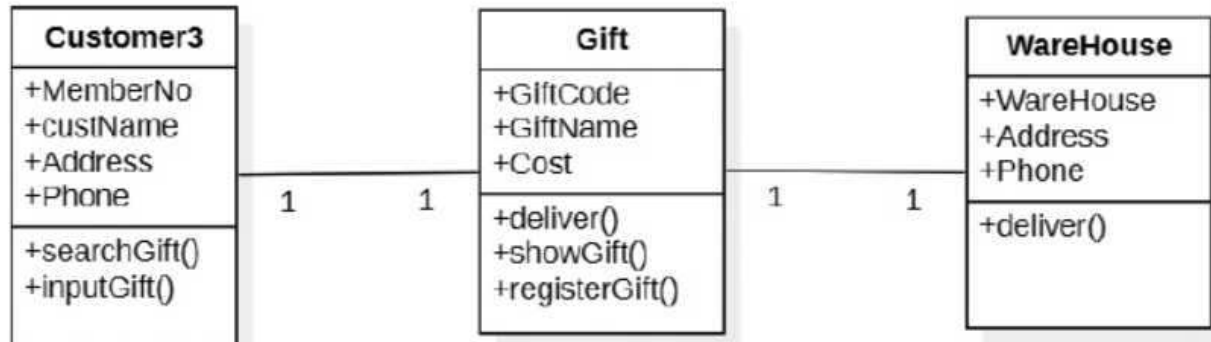 Customer3
+MemberNo
+custName
+Address
+Phone
+searchGift()
+inputGift()
1
1
Gift
+GiftCode
+GiftName
+Cost
+deliver()
+showGift()
+registerGift()
1
1
WareHouse
+WareHouse
+Address
+Phone
+deliver()